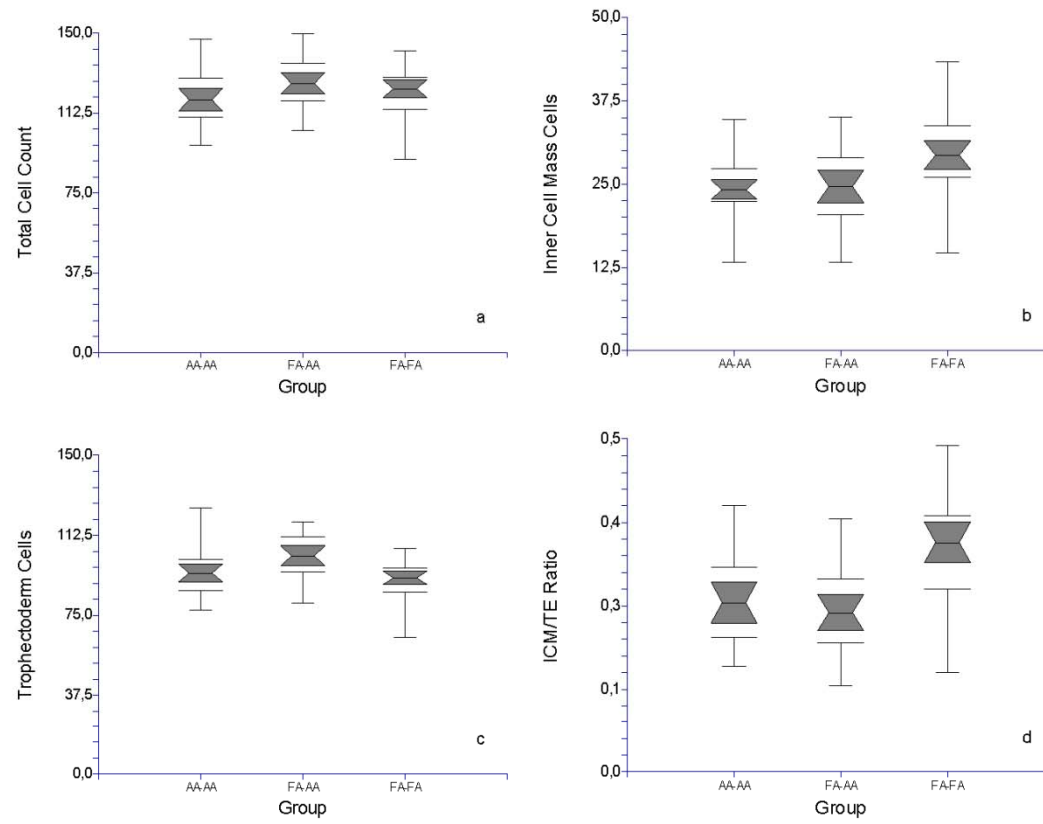 150,0
112,5
75,0
37,5
0,0
Total Cell Count
AA-AA FA-AA FA-FA
Group
a
50,0
37,5
25,0
12,5
0,0
Inner Cell Mass Cells
AA-AA FA-AA FA-FA
Group
b
150,0
112,5
75,0
37,5
0,0
Trophectoderm Cells
AA-AA FA-AA FA-FA
Group
c
0,5
0,4
0,3
0,1
0,0
ICM/TE Ratio
AA-AA FA-AA FA-FA
Group
d